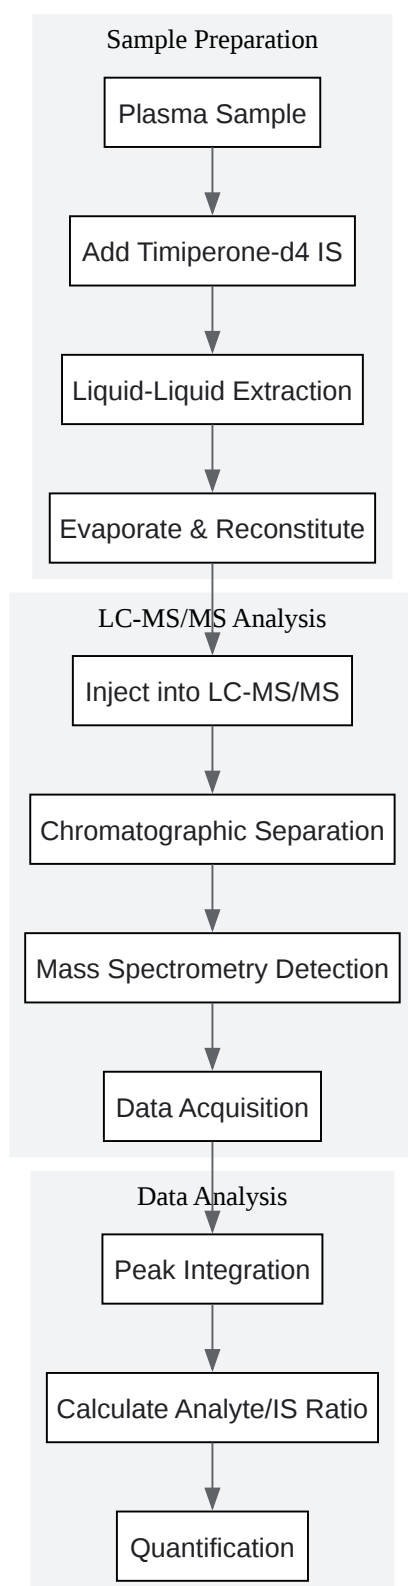 Sample Preparation
Plasma Sample
Add Timiperone-d4 IS
Liquid-Liquid Extraction
Evaporate & Reconstitute
LC-MS/MS Analysis
Inject into LC-MS/MS
Chromatographic Separation
Mass Spectrometry Detection
Data Acquisition
Data Analysis
Peak Integration
Calculate Analyte/IS Ratio
Quantification